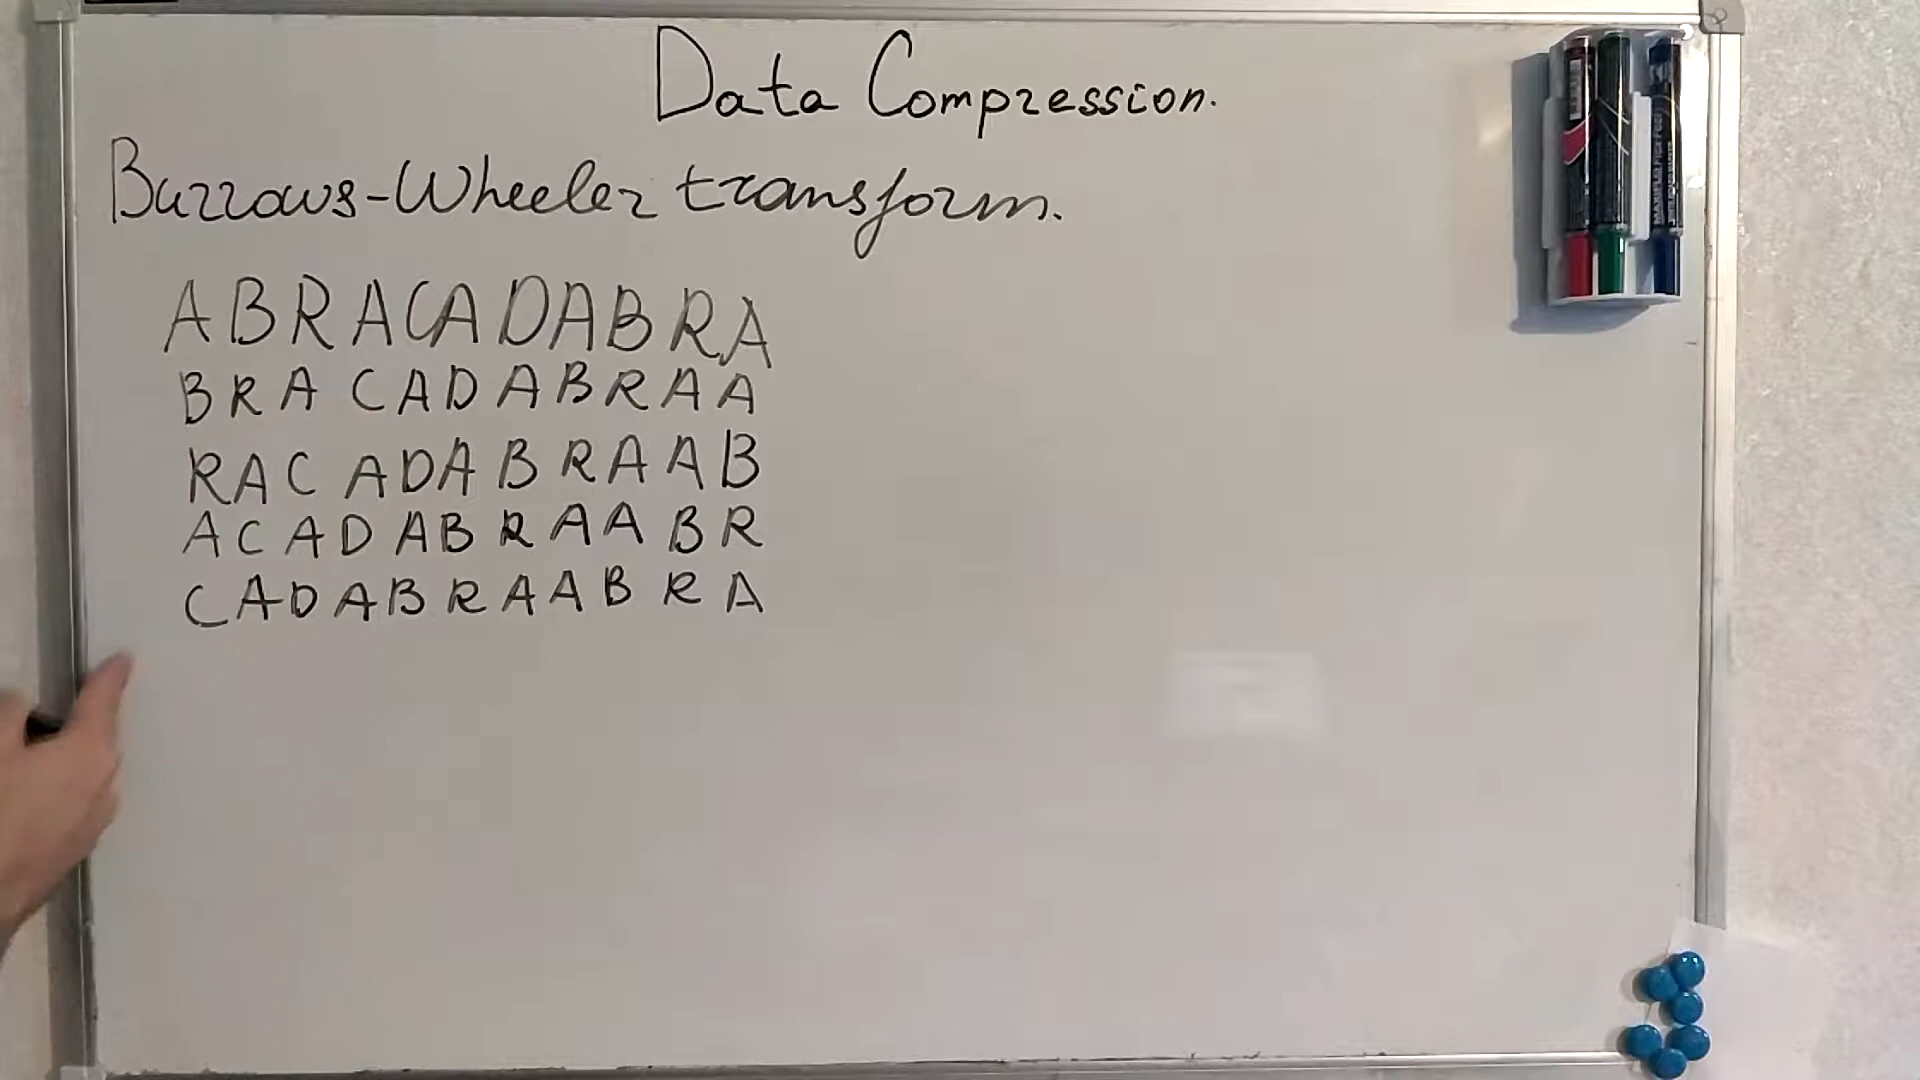 Data Compression.
Burrows-Wheeler transform.
ABRACADABRA
BRACADABRAA
RACADABRAAB
ACADABRAABR
CADABRAABRA